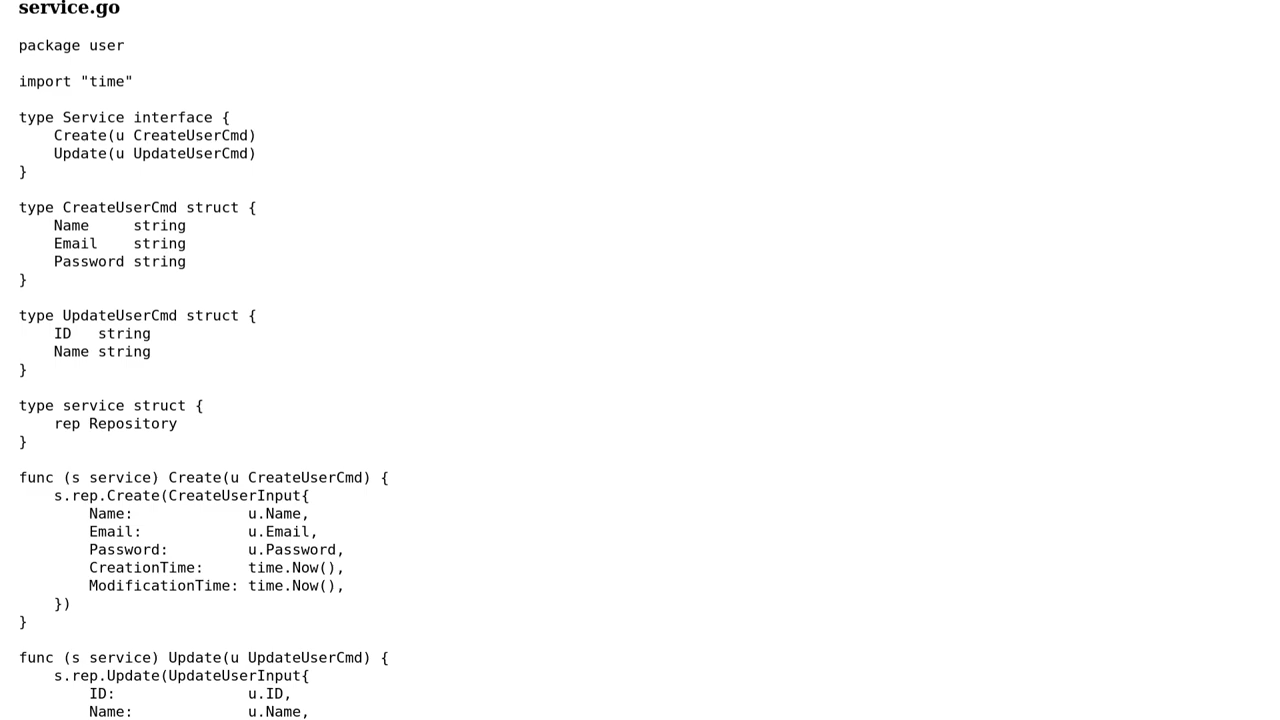 service.go
package user
import "time"
type Service interface {
    Create(u CreateUserCmd)
    Update(u UpdateUserCmd)
}
type CreateUserCmd struct {
    Name     string
    Email    string
    Password string
}
type UpdateUserCmd struct {
    ID   string
    Name string
}
type service struct {
    rep Repository
}
func (s service) Create(u CreateUserCmd) {
    s.rep.Create(CreateUserInput{
        Name:             u.Name,
        Email:            u.Email,
        Password:         u.Password,
        CreationTime:     time.Now(),
        ModificationTime: time.Now(),
    })
}
func (s service) Update(u UpdateUserCmd) {
    s.rep.Update(UpdateUserInput{
        ID:               u.ID,
        Name:             u.Name,